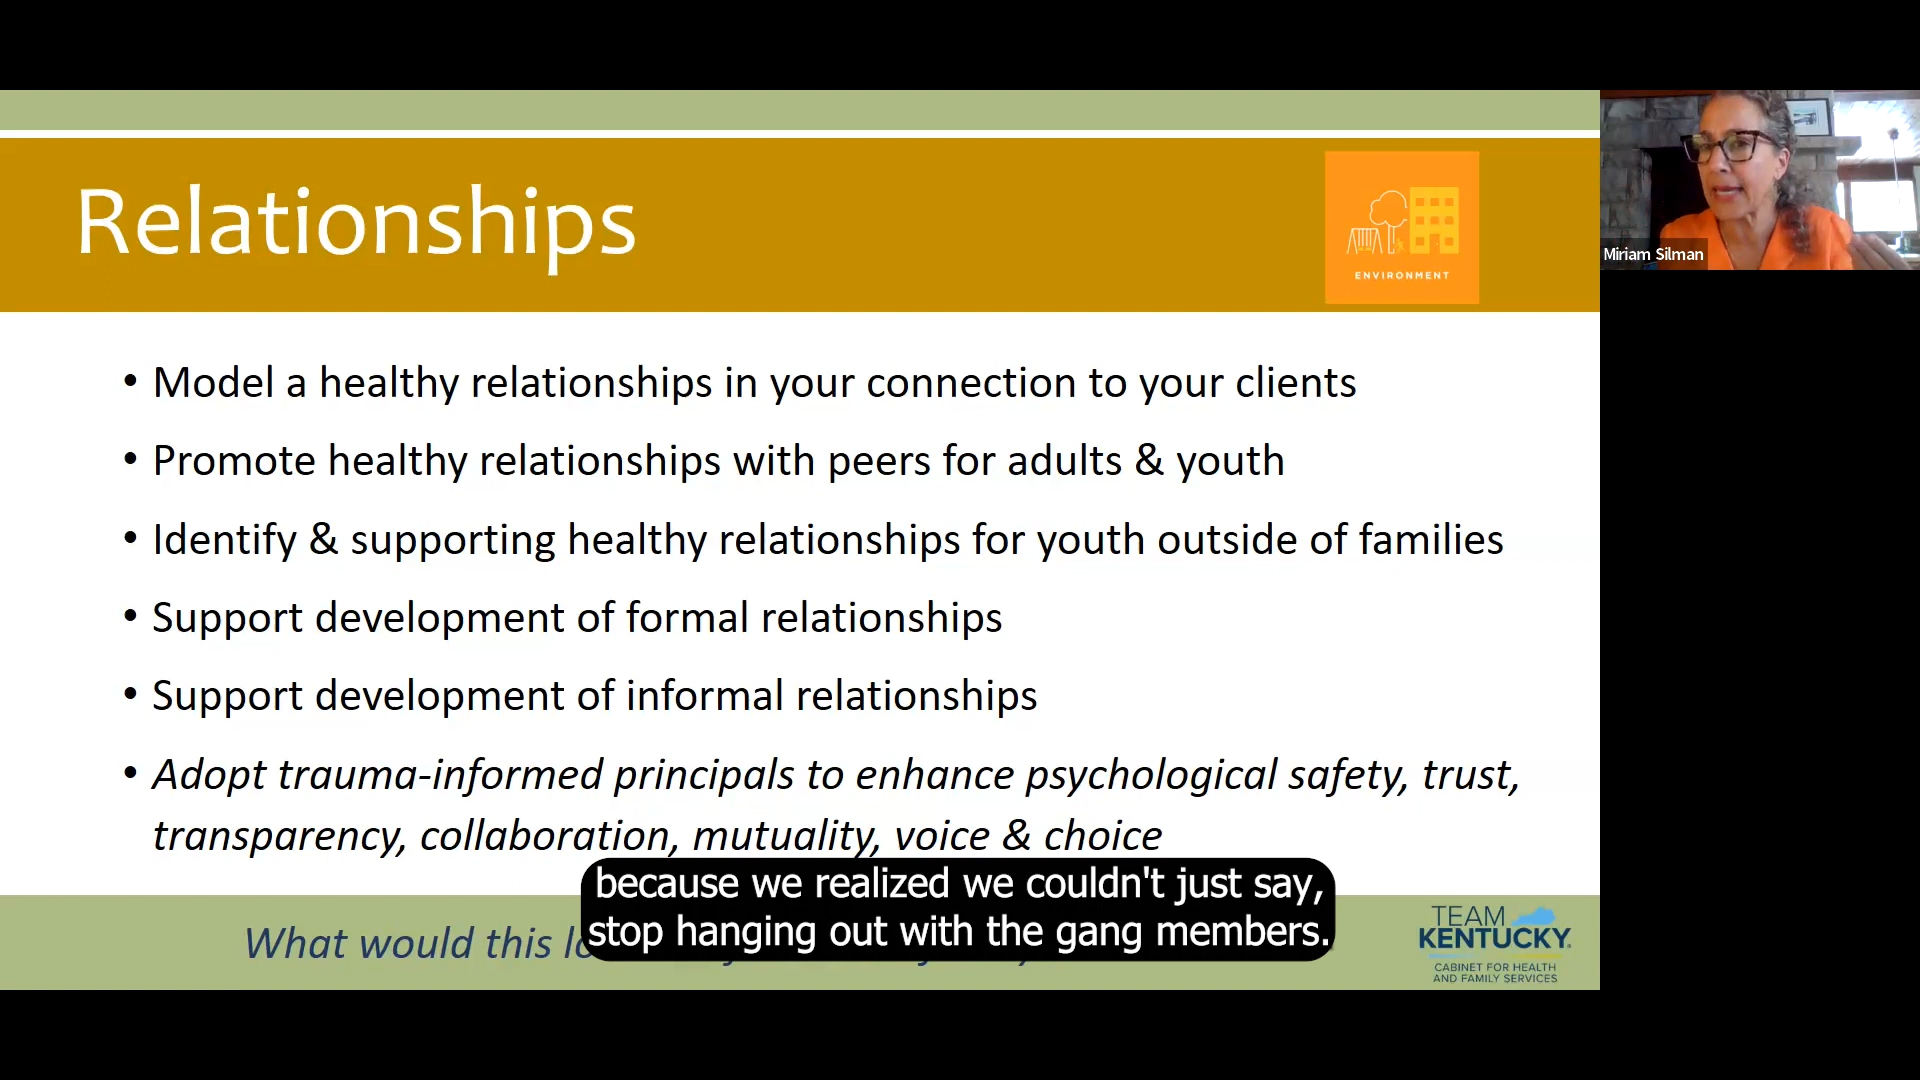 Relationships
ENVIRONMENT
Miriam Silman
• Model a healthy relationships in your connection to your clients
• Promote healthy relationships with peers for adults & youth
• Identify & supporting healthy relationships for youth outside of families
• Support development of formal relationships
• Support development of informal relationships
• Adopt trauma-informed principals to enhance psychological safety, trust,
transparency, collaboration, mutuality, voice & choice
because we realized we couldn't just say,
stop hanging out with the gang members.
What would this
TEAM
KENTUCKY
CABINET FOR HEALTH
AND FAMILY SERVICES